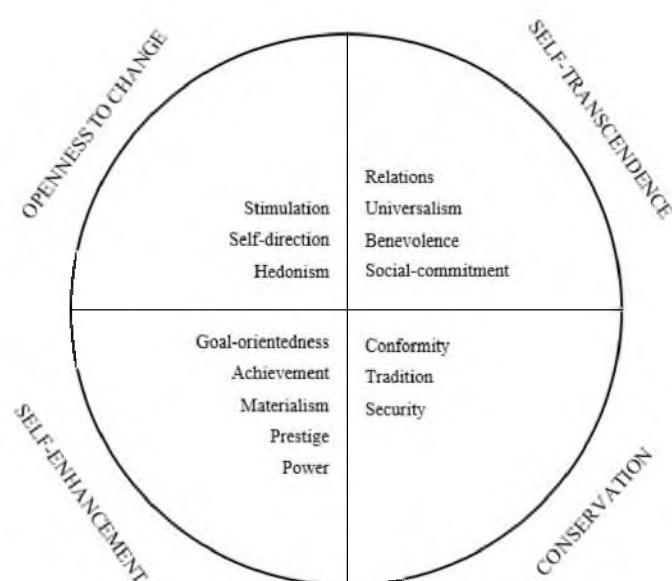 OPENNESS TO CHANGE
SELF-TRANSCENDENCE
Stimulation
Self-direction
Hedonism
Relations
Universalism
Benevolence
Social-commitment
Goal-orientedness
Achievement
Materialism
Prestige
Power
Conformity
Tradition
Security
SELF-ENHANCEMENT
CONSERVATION